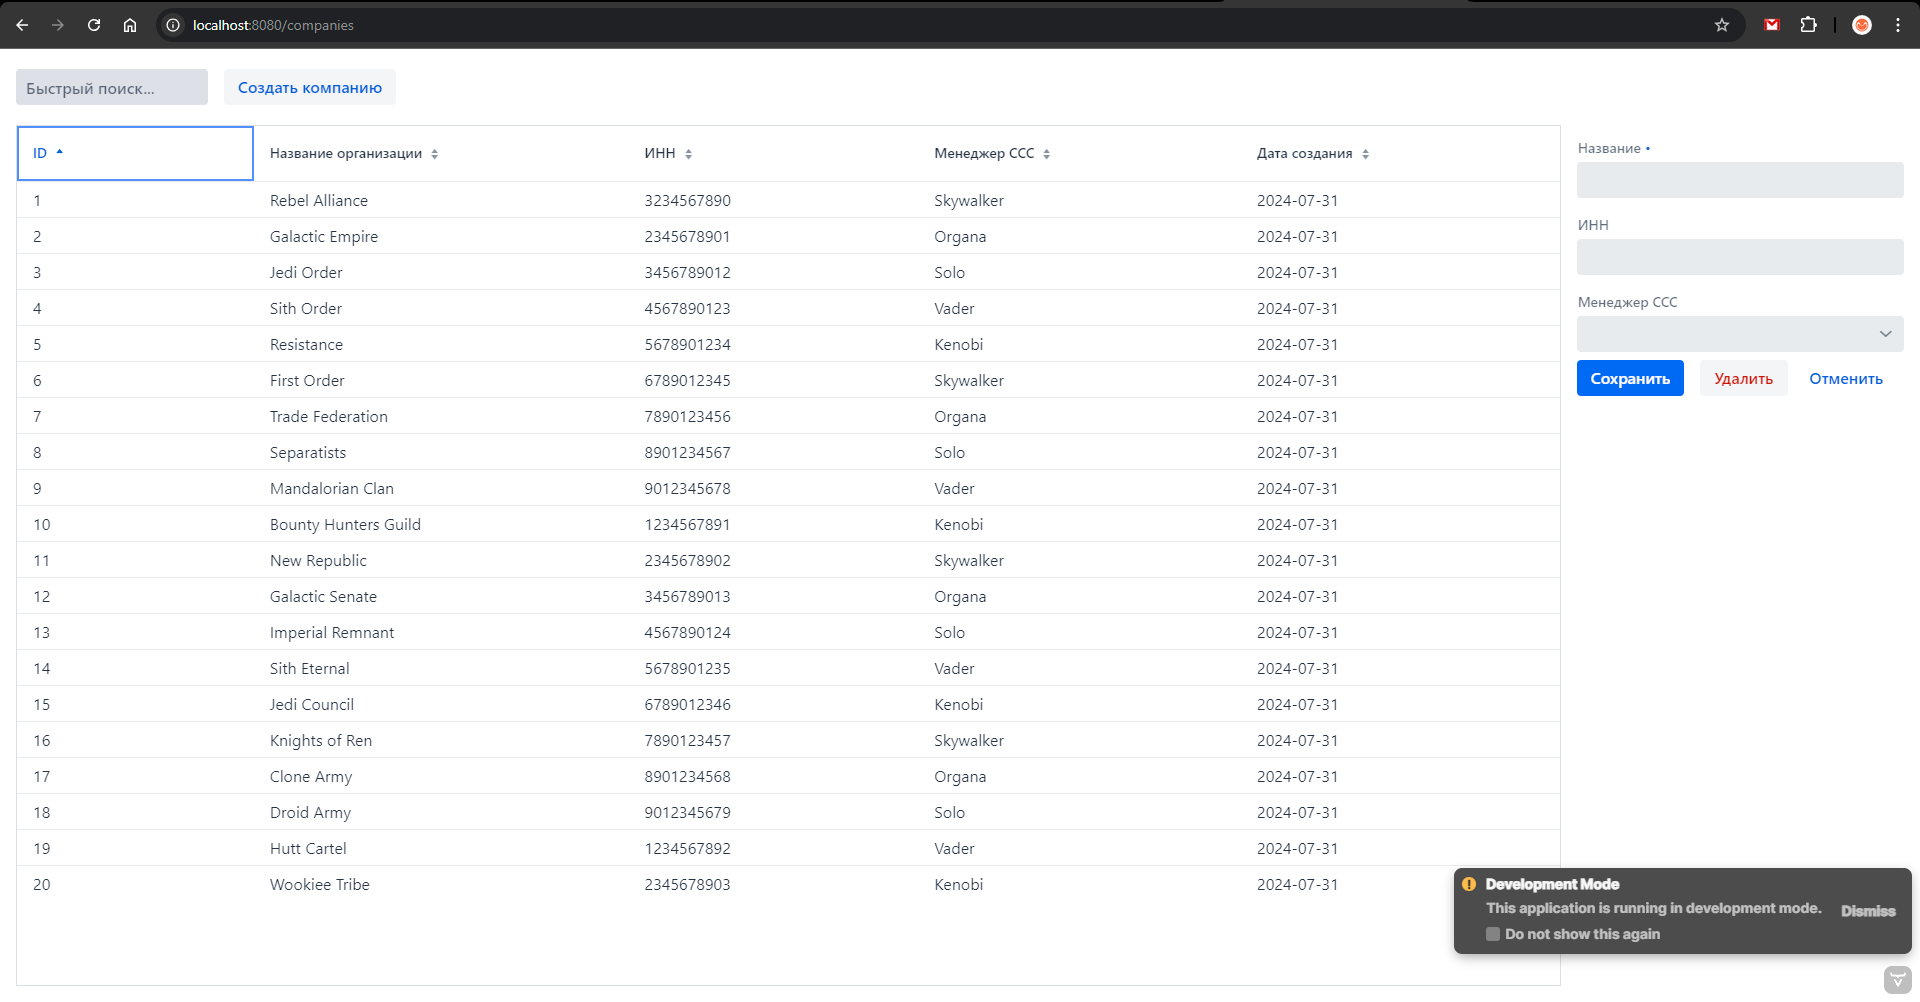 localhost:8080/companies
Быстрый поиск...
Создать компанию
ID Название организации ИНН Менеджер ССС Дата создания
1 Rebel Alliance 3234567890 Skywalker 2024-07-31
2 Galactic Empire 2345678901 Organa 2024-07-31
3 Jedi Order 3456789012 Solo 2024-07-31
4 Sith Order 4567890123 Vader 2024-07-31
5 Resistance 5678901234 Kenobi 2024-07-31
6 First Order 6789012345 Skywalker 2024-07-31
7 Trade Federation 7890123456 Organa 2024-07-31
8 Separatists 8901234567 Solo 2024-07-31
9 Mandalorian Clan 9012345678 Vader 2024-07-31
10 Bounty Hunters Guild 1234567891 Kenobi 2024-07-31
11 New Republic 2345678902 Skywalker 2024-07-31
12 Galactic Senate 3456789013 Organa 2024-07-31
13 Imperial Remnant 4567890124 Solo 2024-07-31
14 Sith Eternal 5678901235 Vader 2024-07-31
15 Jedi Council 6789012346 Kenobi 2024-07-31
16 Knights of Ren 7890123457 Skywalker 2024-07-31
17 Clone Army 8901234568 Organa 2024-07-31
18 Droid Army 9012345679 Solo 2024-07-31
19 Hutt Cartel 1234567892 Vader 2024-07-31
20 Wookiee Tribe 2345678903 Kenobi 2024-07-31
Название •
ИНН
Менеджер ССС
Сохранить Удалить Отменить
Development Mode
This application is running in development mode.
Dismiss
Do not show this again